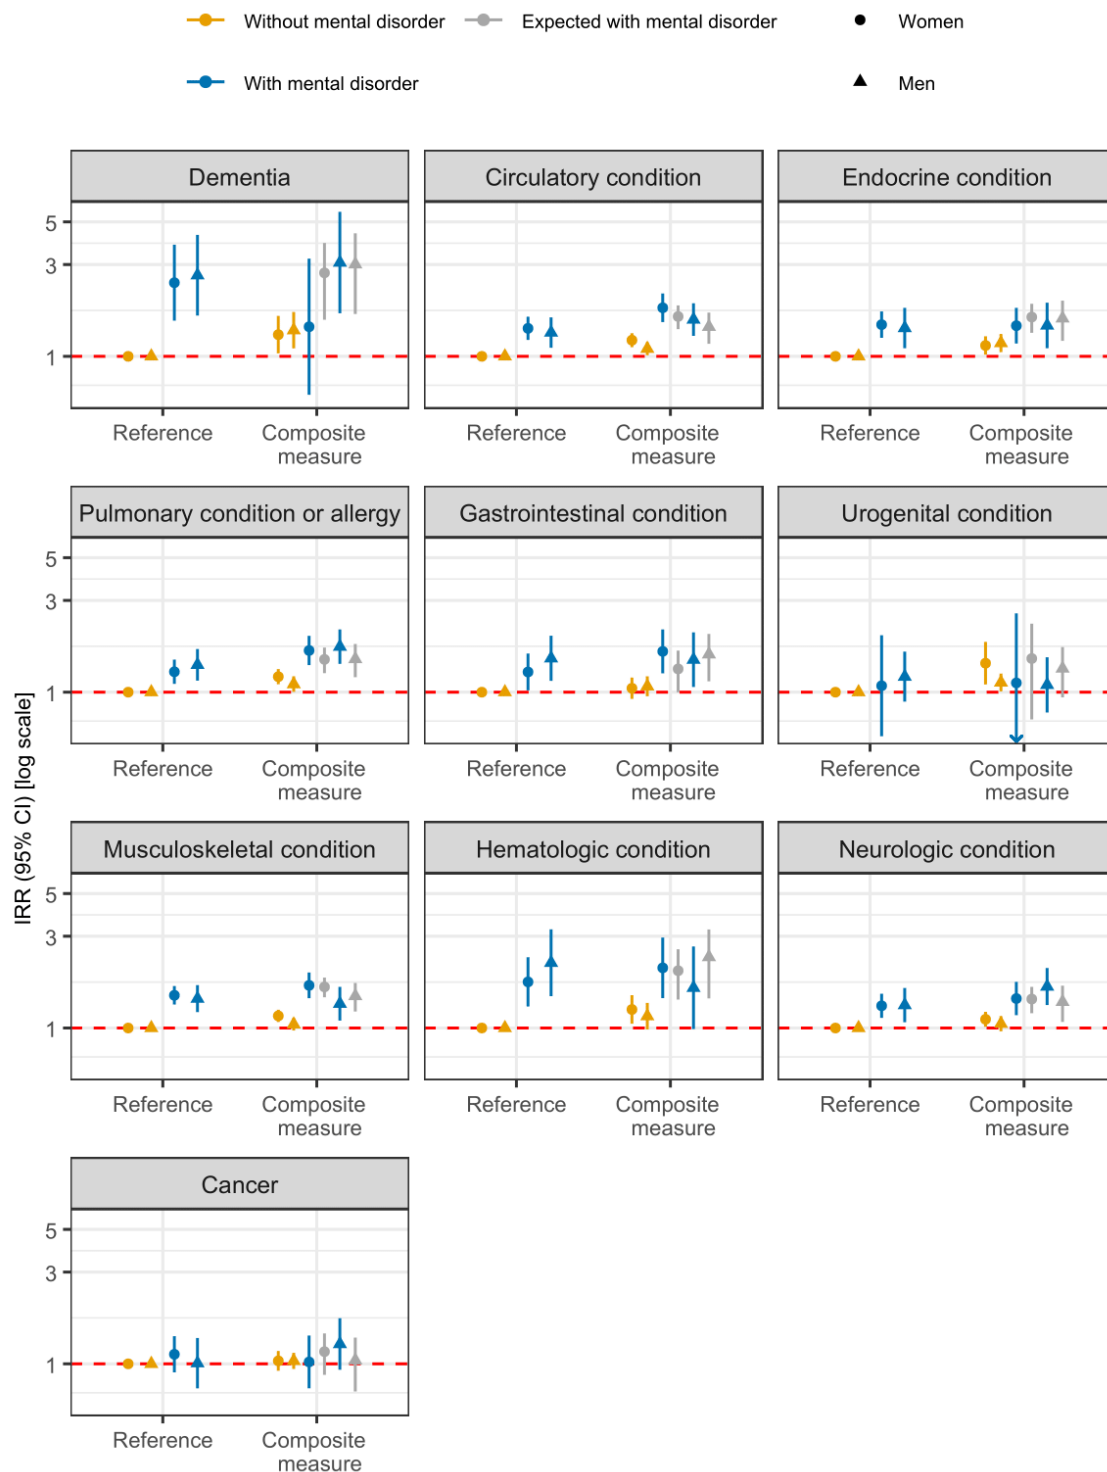 Without mental disorder
Expected with mental disorder
Women
With mental disorder
Men
IRR (95% CI) [log scale]
Dementia
Circulatory condition
Endocrine condition
5
3
1
Reference
Composite
measure
Reference
Composite
measure
Reference
Composite
measure
Pulmonary condition or allergy
Gastrointestinal condition
Urogenital condition
5
3
1
Reference
Composite
measure
Reference
Composite
measure
Reference
Composite
measure
Musculoskeletal condition
Hematologic condition
Neurologic condition
5
3
1
Reference
Composite
measure
Reference
Composite
measure
Reference
Composite
measure
Cancer
5
3
1
Reference
Composite
measure